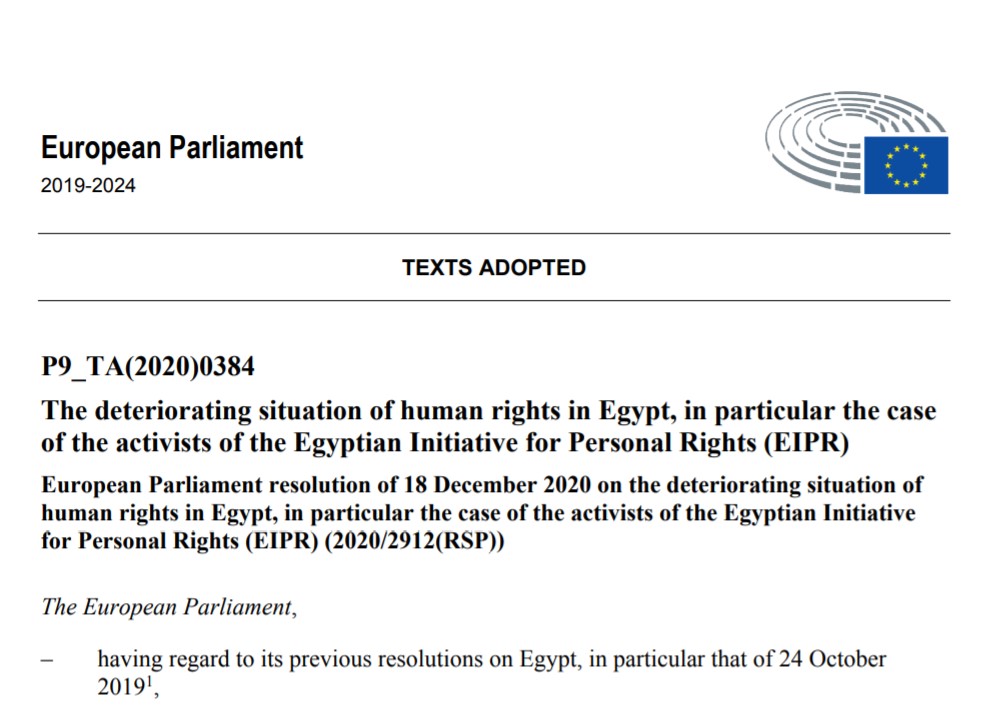 European Parliament
2019-2024
TEXTS ADOPTED
P9_TA(2020)0384
The deteriorating situation of human rights in Egypt, in particular the case
of the activists of the Egyptian Initiative for Personal Rights (EIPR)
European Parliament resolution of 18 December 2020 on the deteriorating situation of
human rights in Egypt, in particular the case of the activists of the Egyptian Initiative
for Personal Rights (EIPR) (2020/2912(RSP))
The European Parliament,
– having regard to its previous resolutions on Egypt, in particular that of 24 October
2019¹,